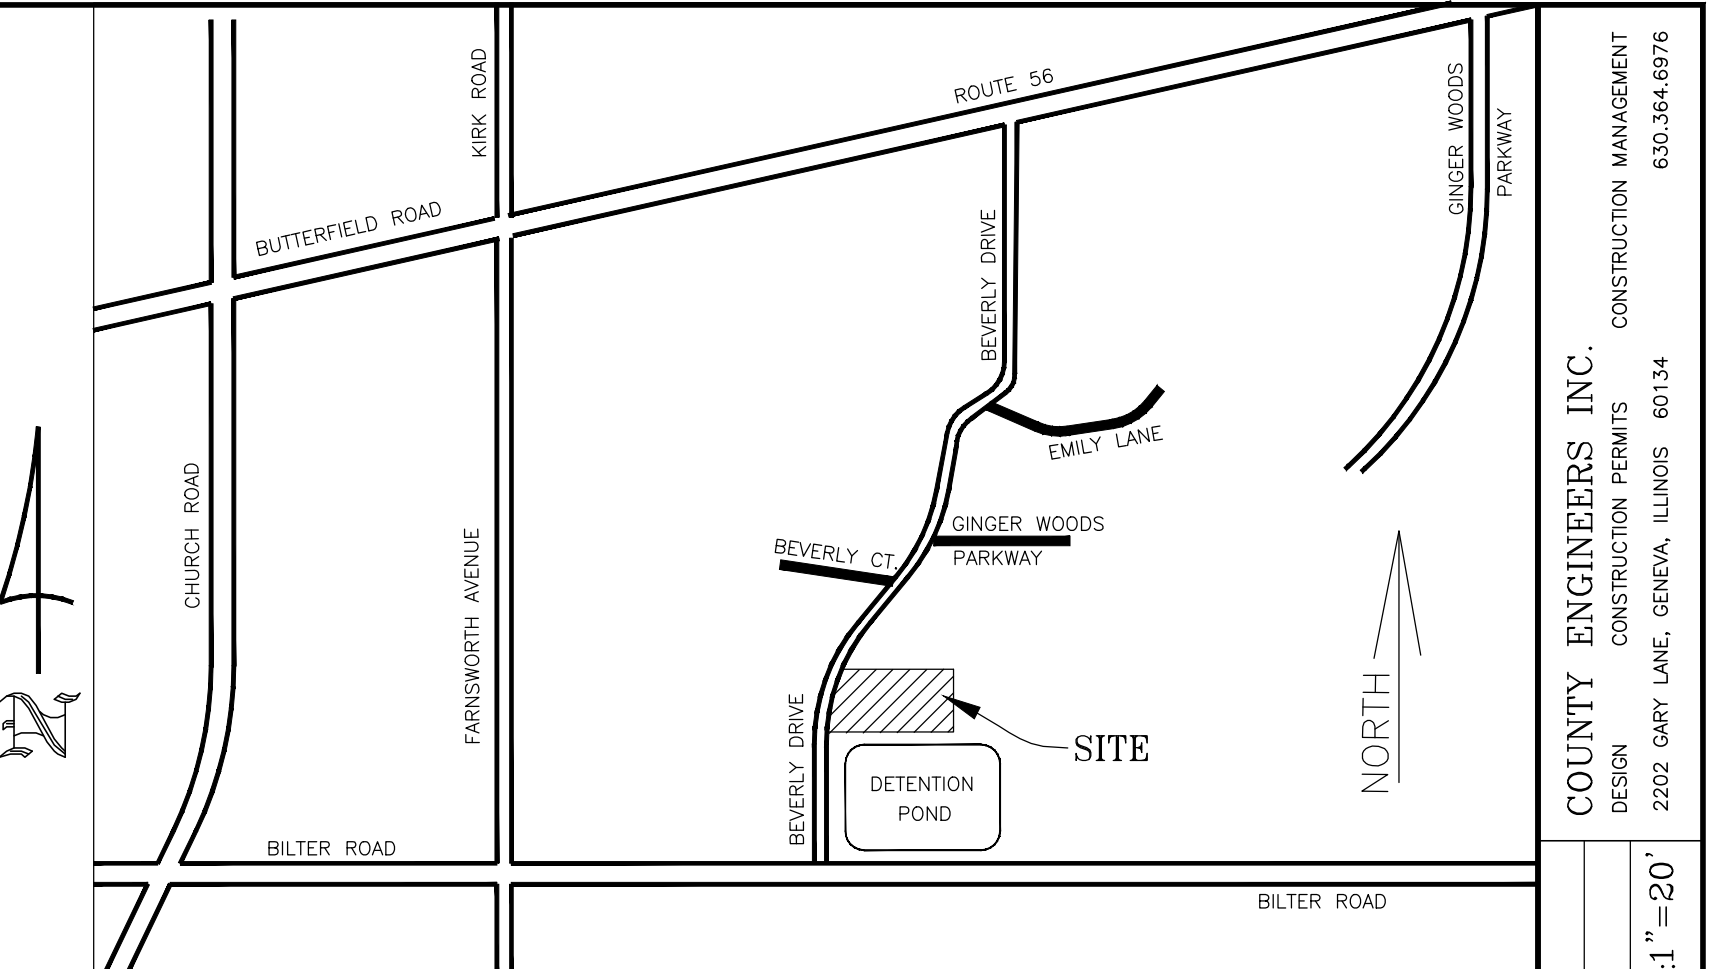 KIRK ROAD
ROUTE 56
GINGER WOODS
PARKWAY
BUTTERFIELD ROAD
BEVERLY DRIVE
EMILY LANE
CHURCH ROAD
FARNSWORTH AVENUE
GINGER WOODS
PARKWAY
BEVERLY CT.
N
BEVERLY DRIVE
SITE
DETENTION
POND
NORTH
BILTER ROAD
BILTER ROAD
COUNTY ENGINEERS INC.
DESIGN CONSTRUCTION PERMITS CONSTRUCTION MANAGEMENT
2202 GARY LANE, GENEVA, ILLINOIS 60134 630.364.6976
:1"=20'